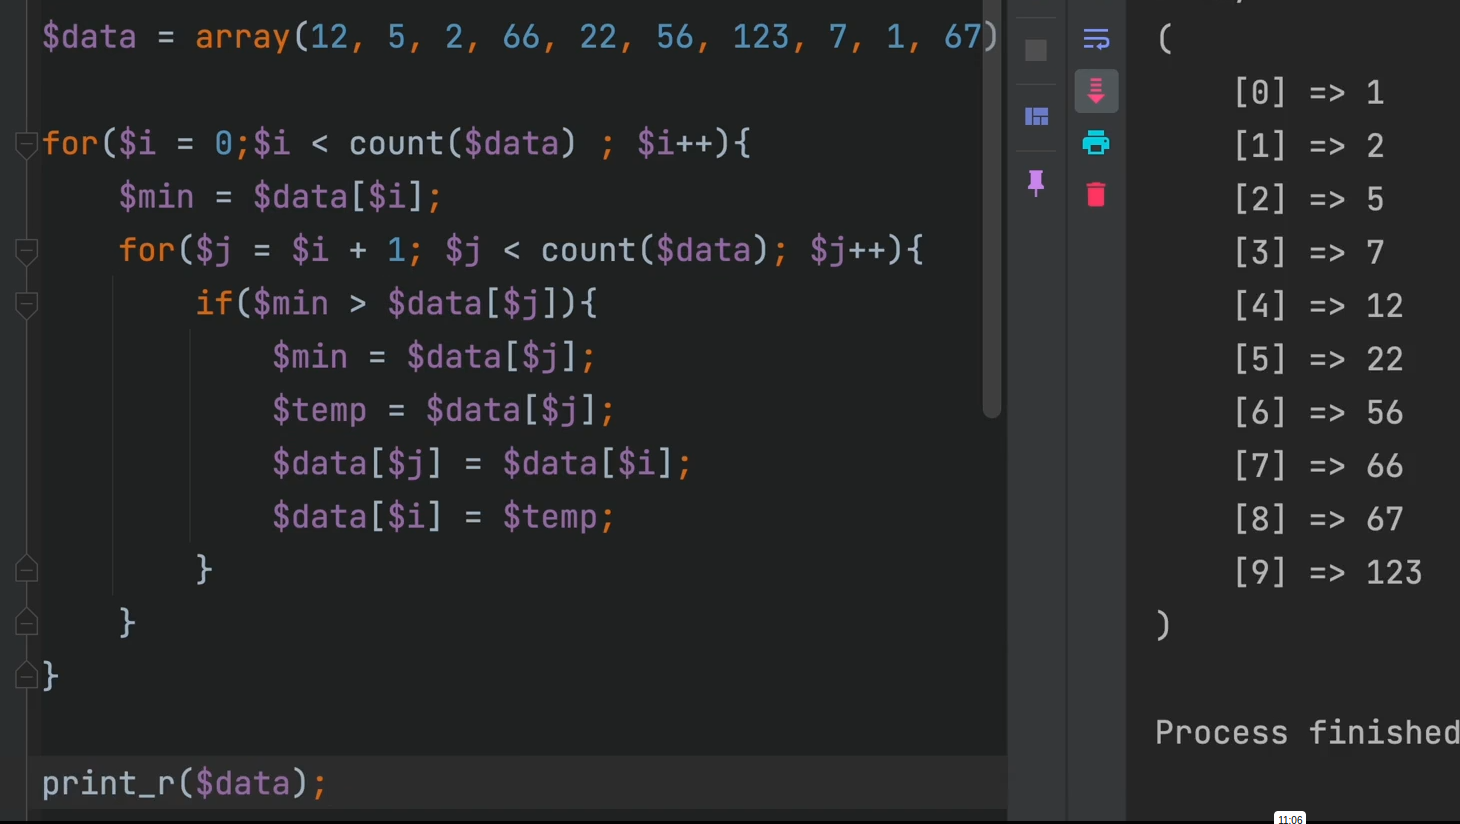 $data = array(12, 5, 2, 66, 22, 56, 123, 7, 1, 67)
for($i = 0;$i < count($data) ; $i++){
$min = $data[$i];
for($j = $i + 1; $j < count($data); $j++){
if($min > $data[$j]){
$min = $data[$j];
$temp = $data[$j];
$data[$j] = $data[$i];
$data[$i] = $temp;
}
}
}
print_r($data);
(
[0] => 1
[1] => 2
[2] => 5
[3] => 7
[4] => 12
[5] => 22
[6] => 56
[7] => 66
[8] => 67
[9] => 123
)
Process finished
11:06